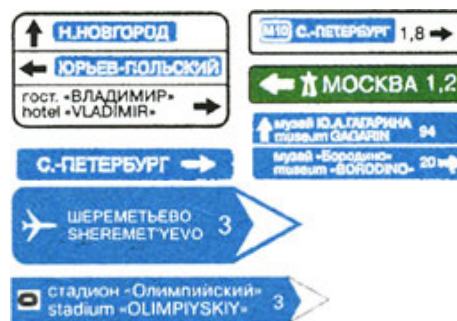 Н.НОВГОРОД
ЮРЬЕВ-ПОЛЬСКИЙ
гост. «ВЛАДИМИР»
hotel «VLADIMIR»
М10 С.-ПЕТЕРБУРГ 1,8
МОСКВА 1,2
музей Ю.А.ГАГАРИНА 94
museum GAGARIN
музей «Бородино» 20
museum «BORODINO»
С.-ПЕТЕРБУРГ
ШЕРЕМЕТЬЕВО 3
SHEREMET'YEVO
стадион «Олимпийский» 3
stadium «OLIMPIYSKIY»